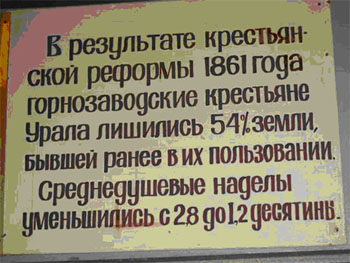 В результате крестьян-
ской реформы 1861 года
горнозаводские крестьяне
Урала лишились 54% земли,
бывшей ранее в их пользовании.
Среднедушевые наделы
уменьшились с 2,8 до 1,2 десятины.